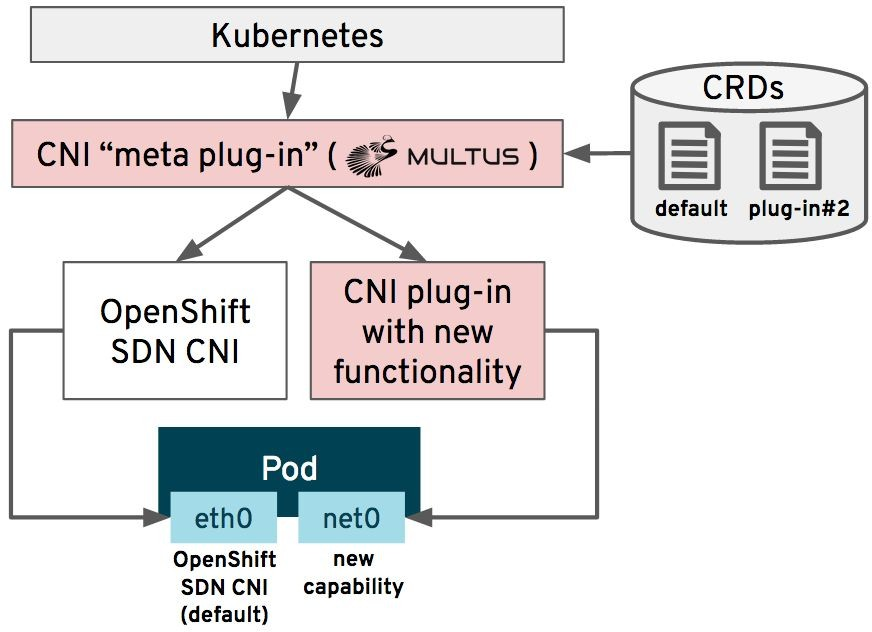 Kubernetes
CRDs
CNI “meta plug-in” ( MULTUS )
default
plug-in#2
OpenShift
SDN CNI
CNI plug-in
with new
functionality
Pod
eth0
net0
OpenShift
SDN CNI
(default)
new
capability